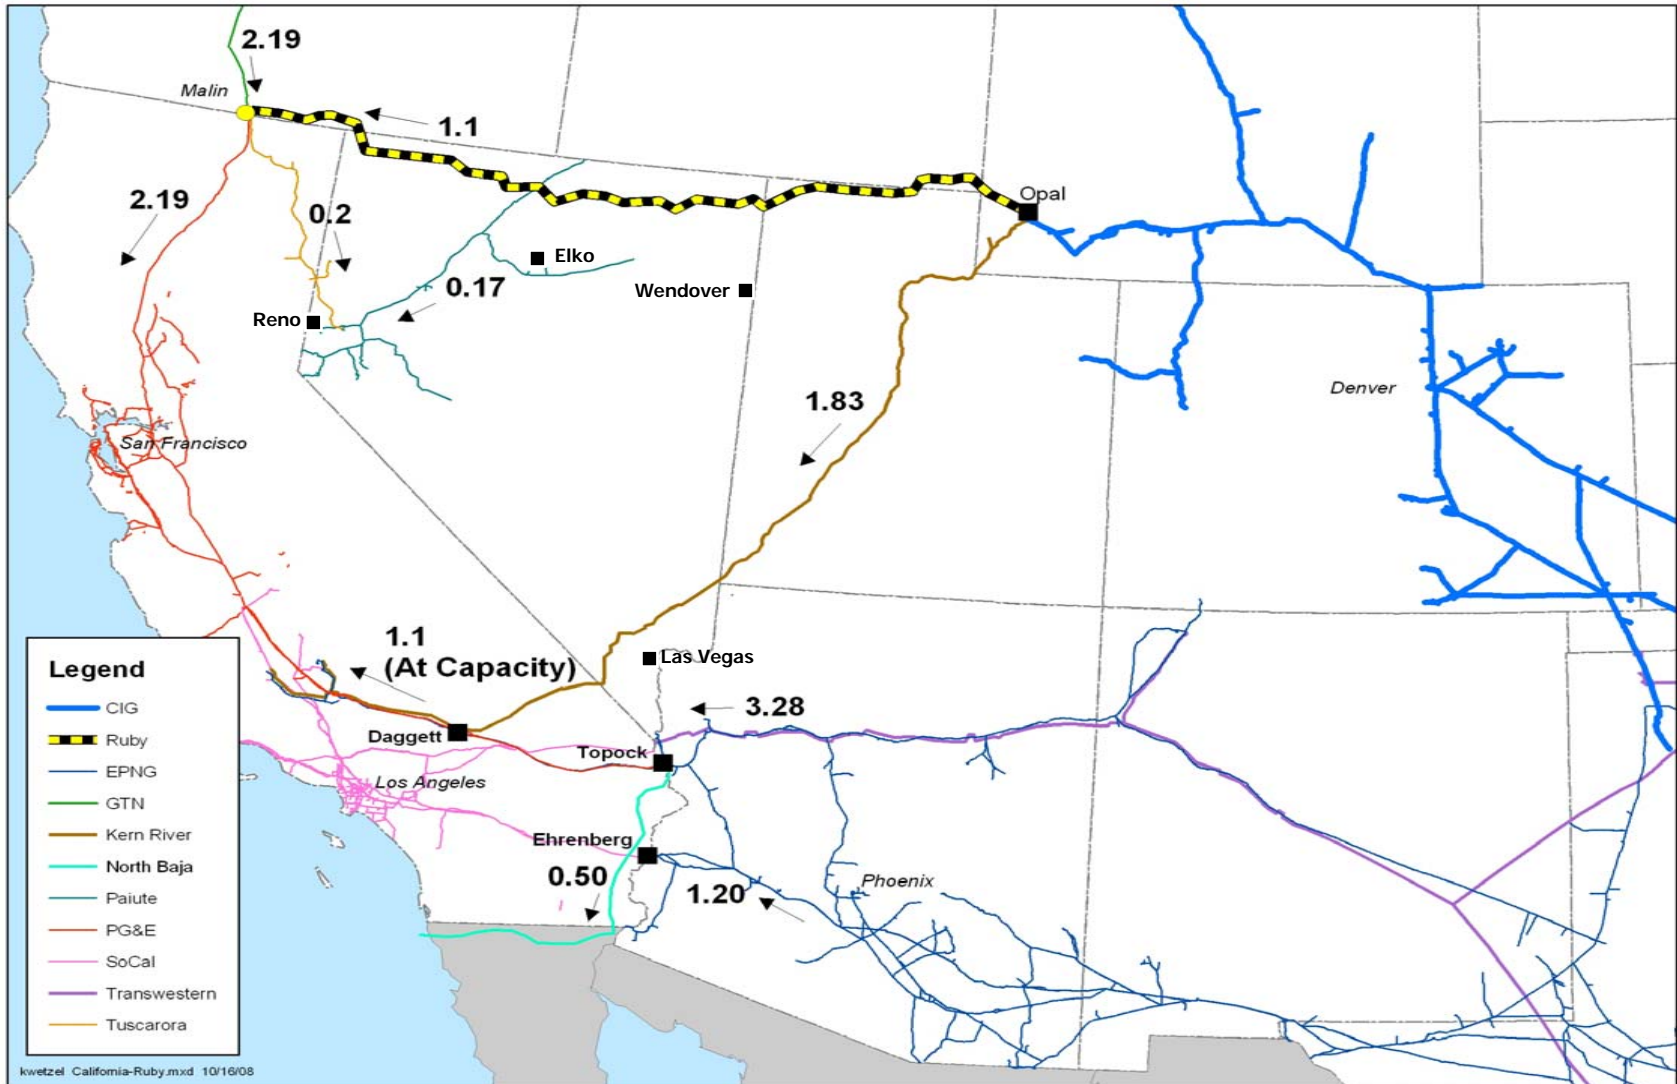 2.19
Malin
1.1
2.19
0.2
Opal
Elko
0.17
Wendover
Reno
1.83
Denver
San Francisco
1.1
(At Capacity)
Las Vegas
3.28
Daggett
Topock
Los Angeles
Ehrenberg
0.50
1.20
Phoenix
Legend
CIG
Ruby
EPNG
GTN
Kern River
North Baja
Paiute
PG&E
SoCal
Transwestern
Tuscarora
kwetzel California-Ruby.mxd 10/16/08